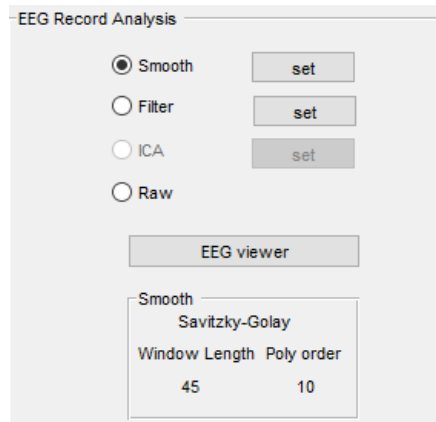 EEG Record Analysis
Smooth set
Filter set
ICA set
Raw
EEG viewer
Smooth
Savitzky-Golay
Window Length Poly order
45 10